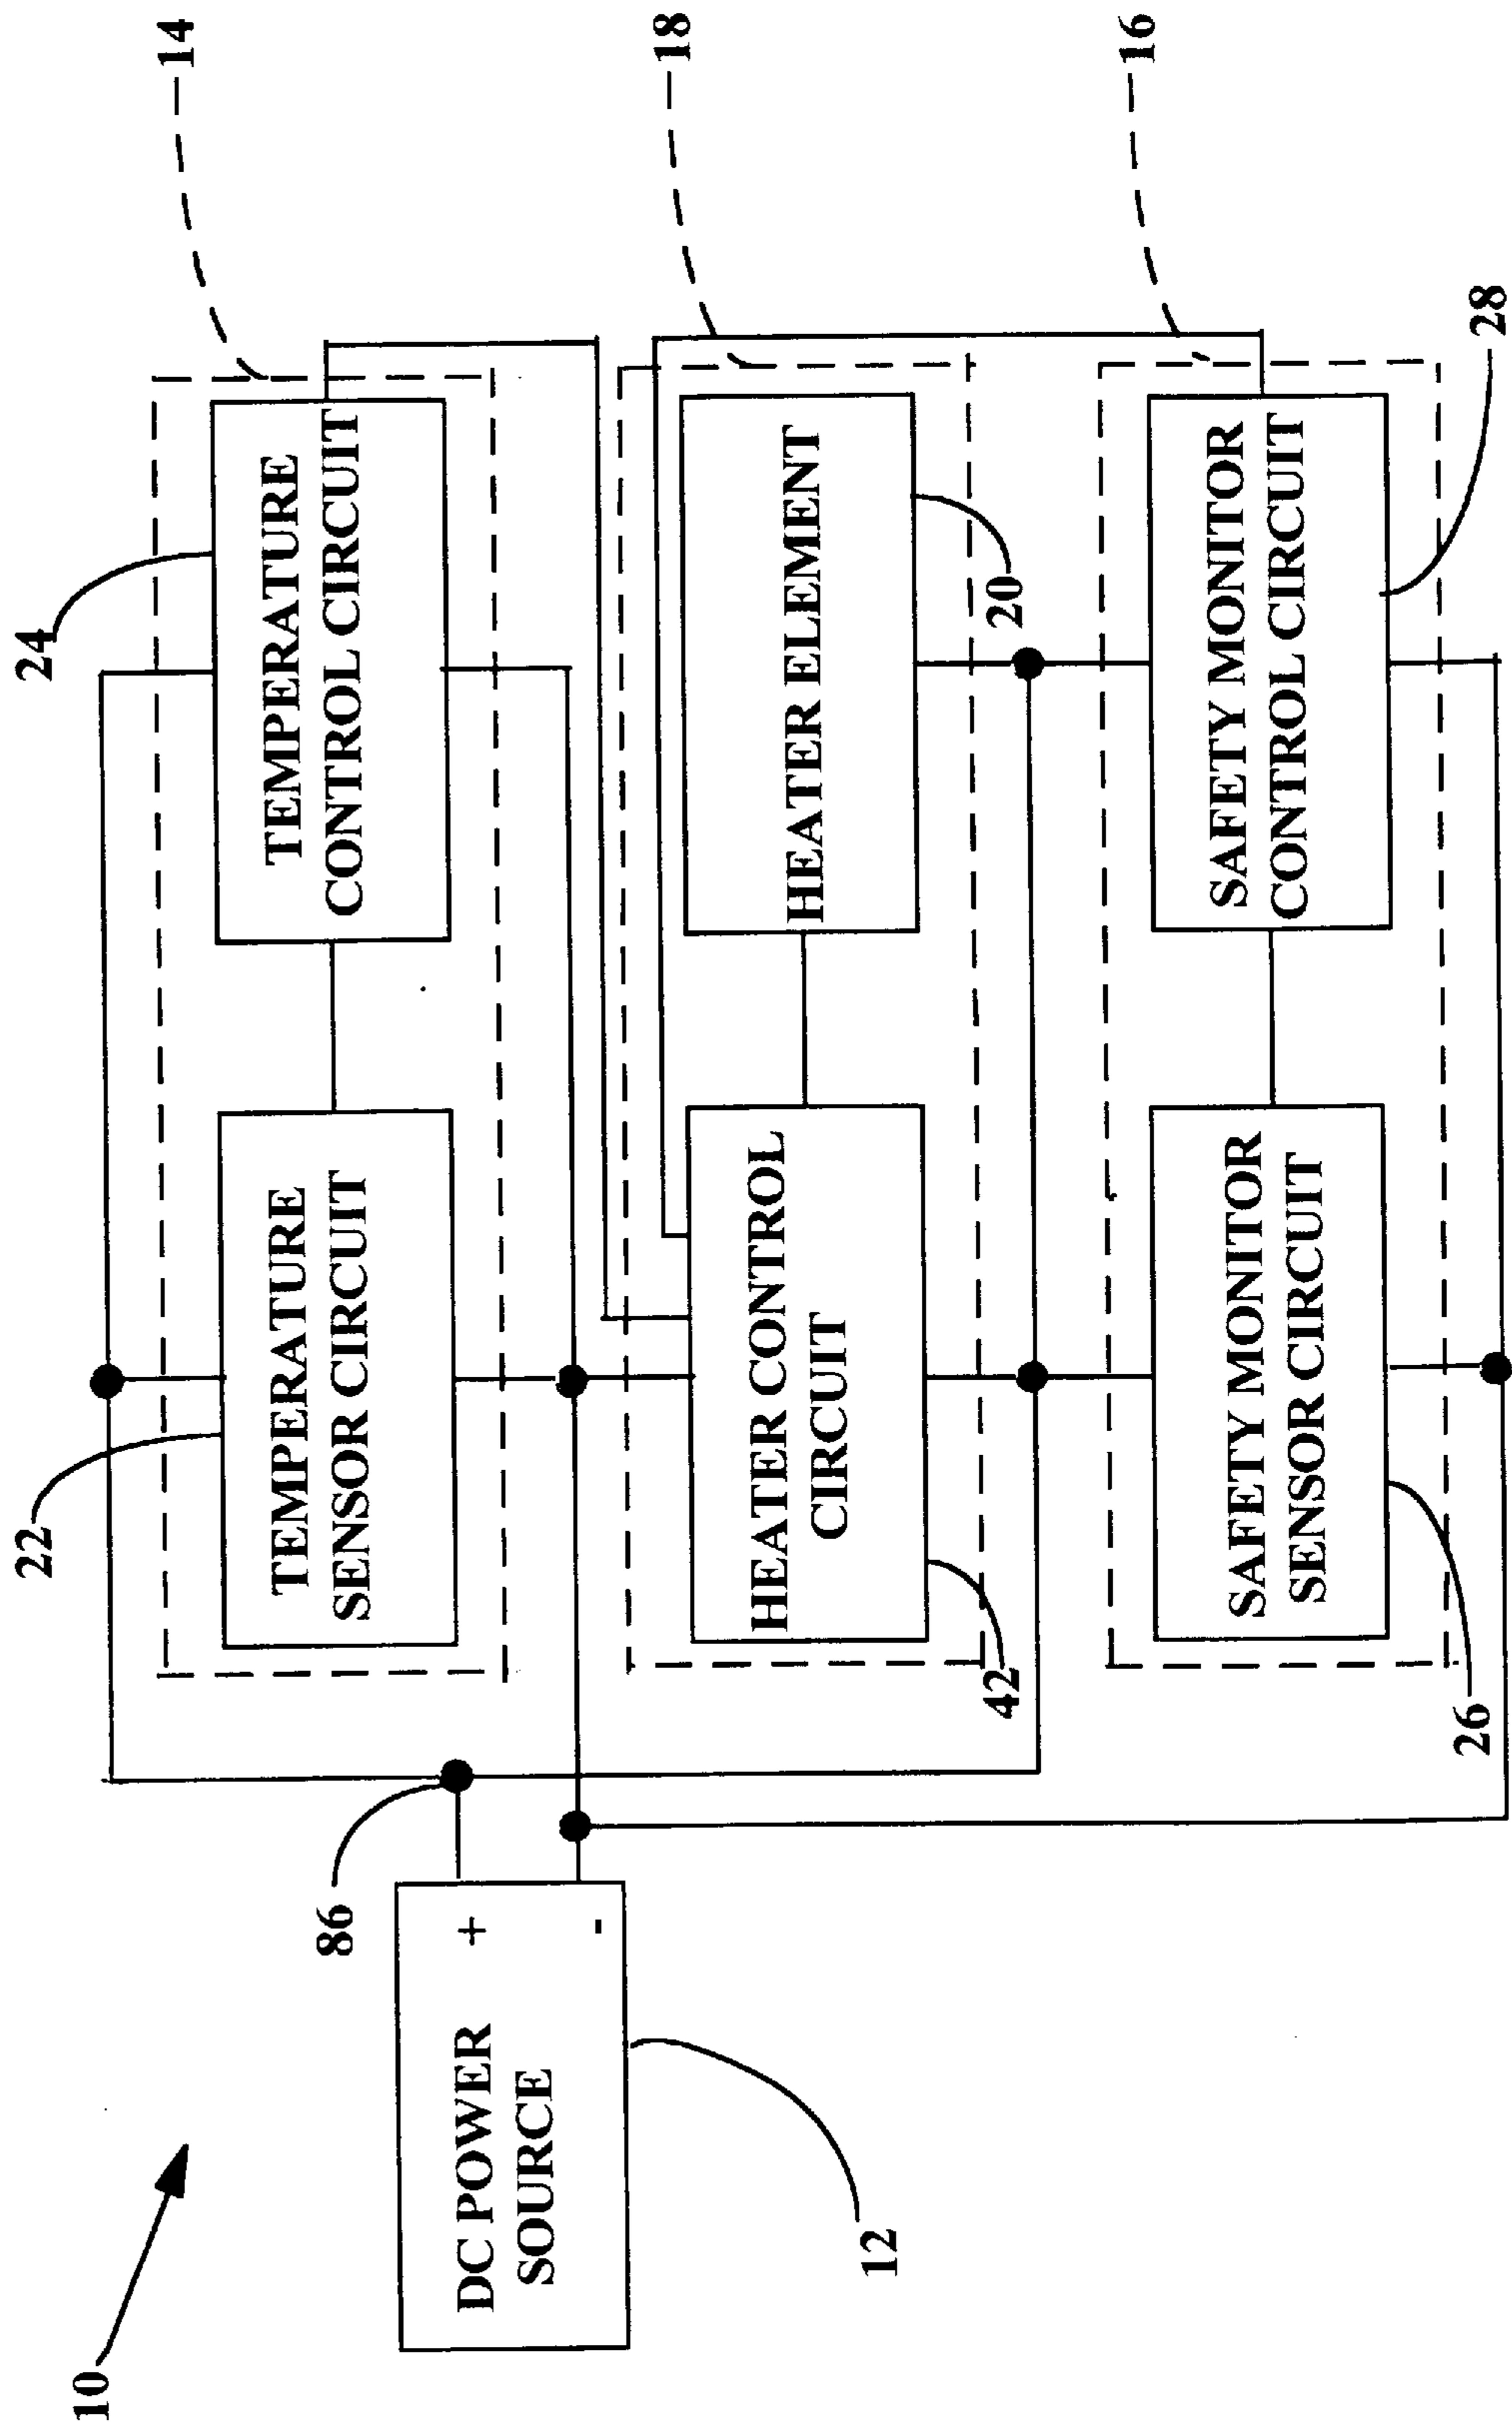 10
DC POWER
SOURCE
+
-
12
86
22
TEMPERATURE
SENSOR CIRCUIT
24
TEMPERATURE
CONTROL CIRCUIT
14
HEATER CONTROL
CIRCUIT
42
HEATER ELEMENT
20
18
SAFETY MONITOR
SENSOR CIRCUIT
26
SAFETY MONITOR
CONTROL CIRCUIT
28
16